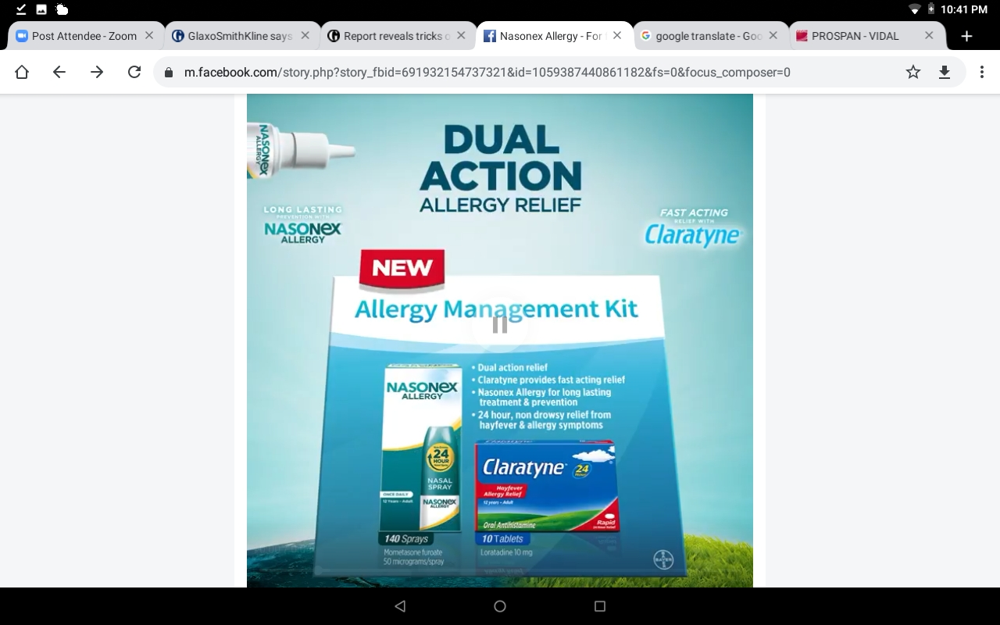 10:41 PM
Post Attendee - Zoom
GlaxoSmithKline says
Report reveals tricks o
Nasonex Allergy - For
google translate - Goo
PROSPAN - VIDAL
m.facebook.com/story.php?story_fbid=691932154737321&id=1059387440861182&fs=0&focus_composer=0
NASONEX
ALLERGY
DUAL
ACTION
ALLERGY RELIEF
LONG LASTING
PREVENTION WITH
NASONEX
ALLERGY
FAST ACTING
RELIEF WITH
Claratyne
NEW
Allergy Management Kit
• Dual action relief
• Claratyne provides fast acting relief
• Nasonex Allergy for long lasting
treatment & prevention
• 24 hour, non drowsy relief from
hayfever & allergy symptoms
NASONEX
ALLERGY
24
HOUR
NASAL
SPRAY
ONCE DAILY
12 Years - Adult
NASONEX
ALLERGY
Claratyne
24
Hayfever
Allergy Relief
12 years - Adult
Oral Antihistamine
Rapid
24 Hour Relief
140 Sprays
Mometasone furoate
50 micrograms/spray
10 Tablets
Loratadine 10 mg
BAYER